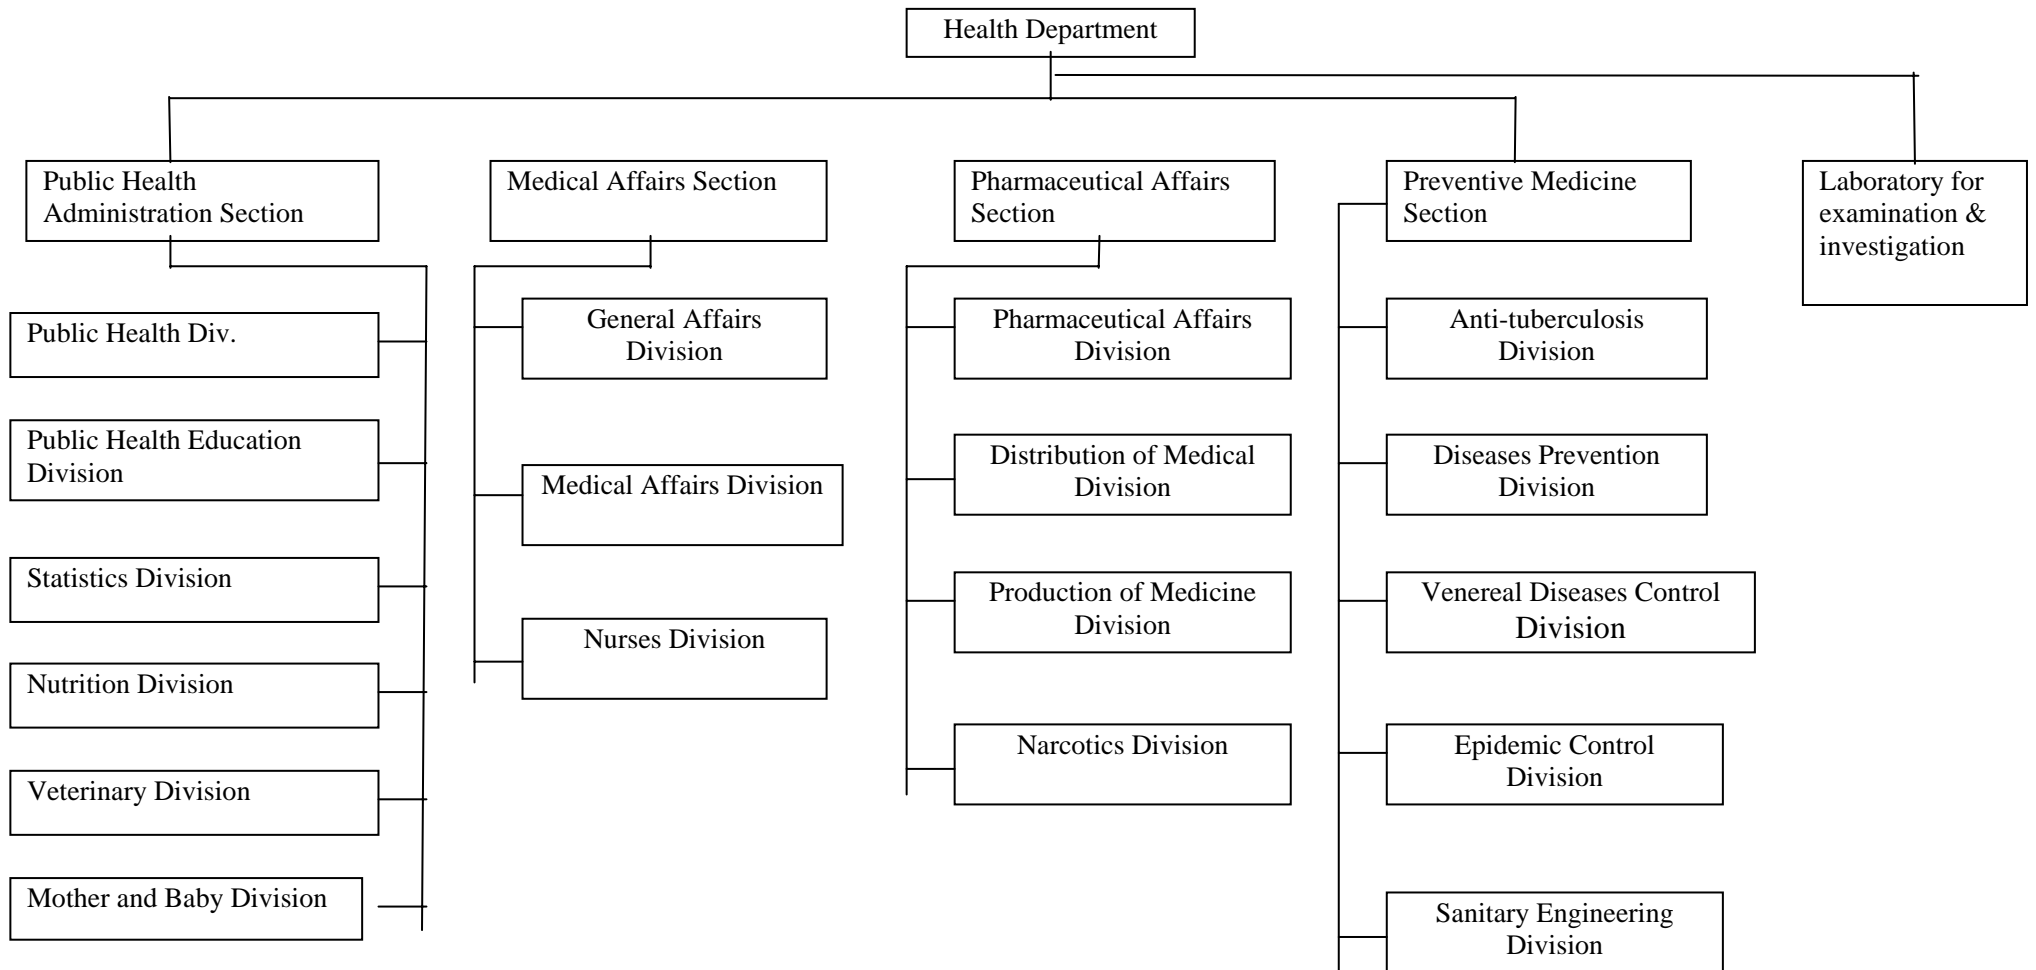 Health Department
Public Health
Administration Section
Medical Affairs Section
Pharmaceutical Affairs
Section
Preventive Medicine
Section
Laboratory for
examination &
investigation
Public Health Div.
Public Health Education
Division
Statistics Division
Nutrition Division
Veterinary Division
Mother and Baby Division
General Affairs
Division
Medical Affairs Division
Nurses Division
Pharmaceutical Affairs
Division
Distribution of Medical
Division
Production of Medicine
Division
Narcotics Division
Anti-tuberculosis
Division
Diseases Prevention
Division
Venereal Diseases Control
Division
Epidemic Control
Division
Sanitary Engineering
Division